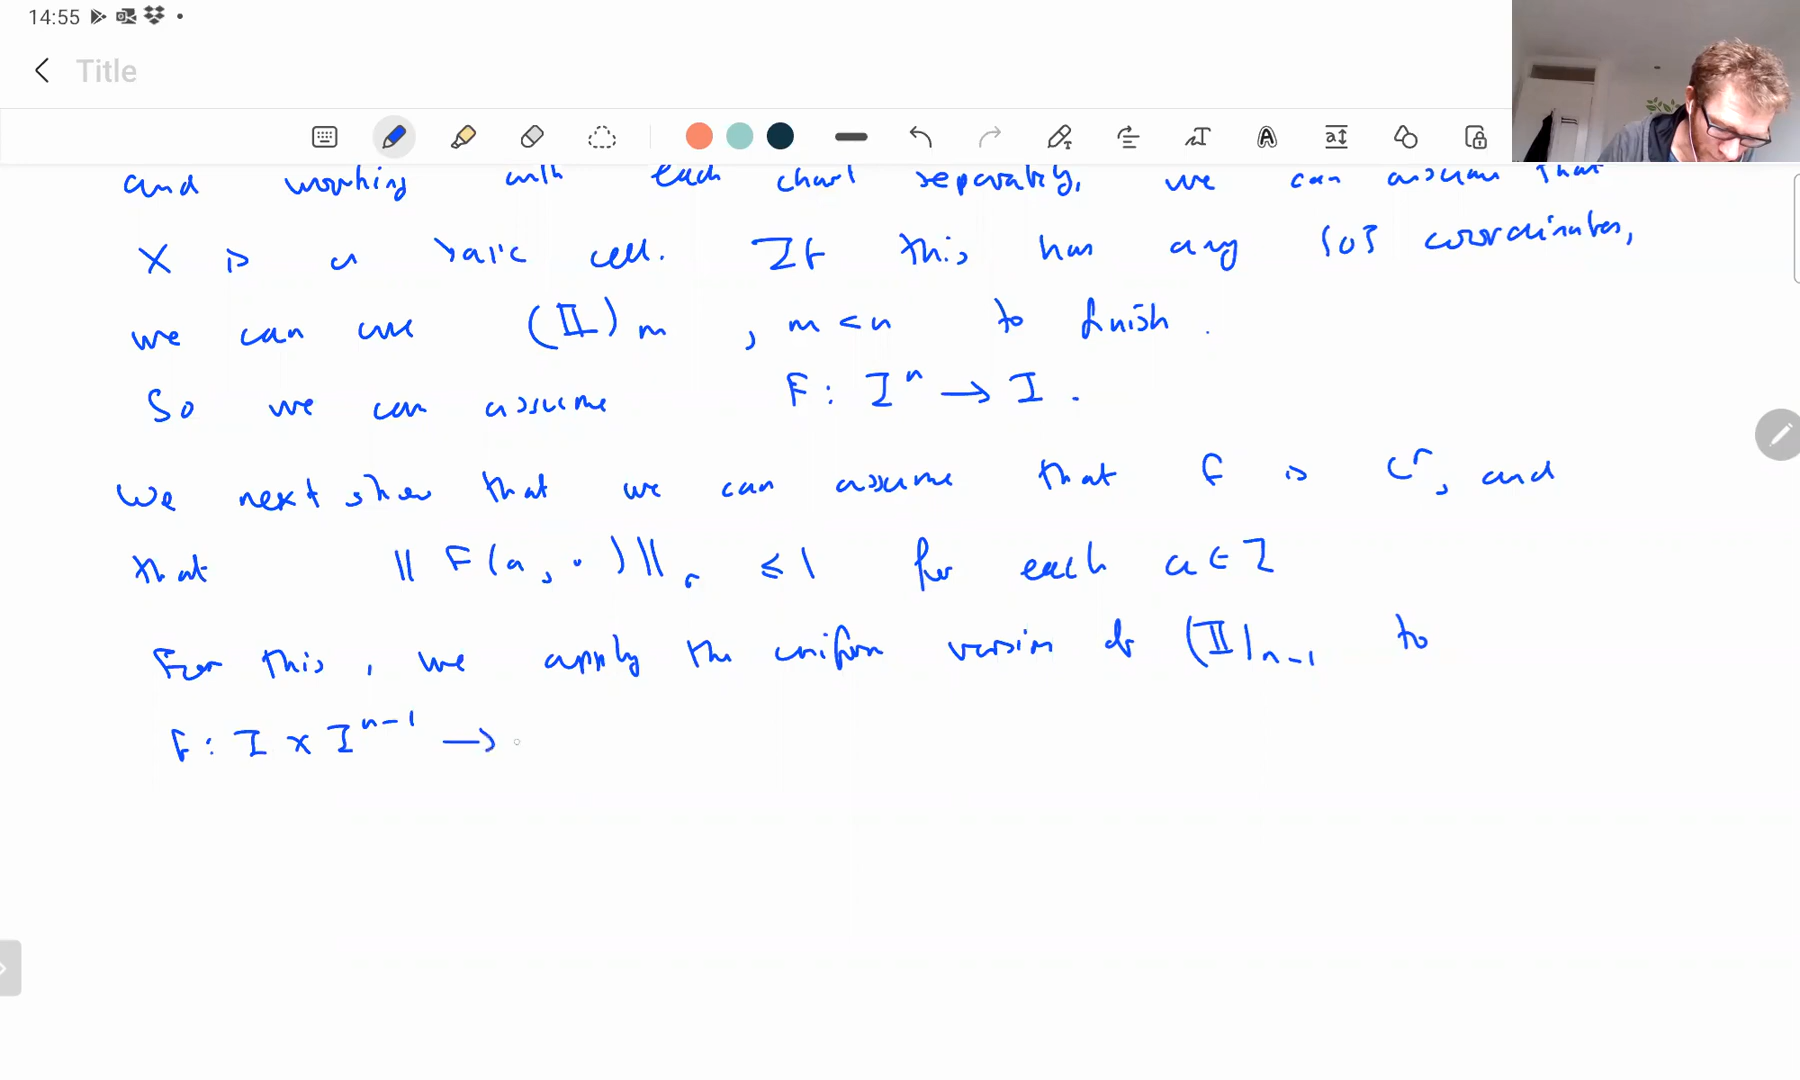 14:55
Title
and working with each chart separately, we can assume that
X is a basic cell. If this has any {0} coordinates,
we can use (II)ₘ, m < n to finish.
So we can assume F: Iⁿ → I.
We next show that we can assume that F is Cʳ, and
that ‖F(a, ·)‖ᵣ ≤ 1 for each a ∈ I
For this, we apply the uniform version of (II)ₙ₋₁ to
F: I × Iⁿ⁻¹ →